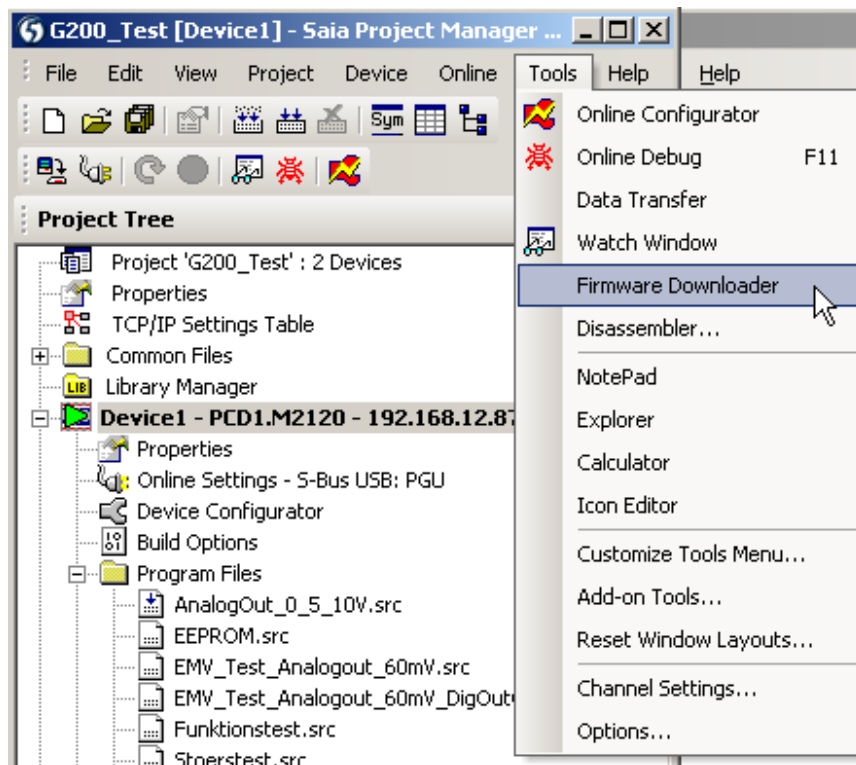 G200_Test [Device1] - Saia Project Manager ...
File Edit View Project Device Online Tools Help Help
Sym
Project Tree
Project 'G200_Test' : 2 Devices
Properties
TCP/IP Settings Table
Common Files
LIB Library Manager
Device1 - PCD1.M2120 - 192.168.12.87
Properties
Online Settings - S-Bus USB: PGU
Device Configurator
Build Options
Program Files
AnalogOut_0_5_10V.src
EEPROM.src
EMV_Test_Analogout_60mV.src
EMV_Test_Analogout_60mV_DigOut
Funktionstest.src
Stoerstest.src
Online Configurator
Online Debug F11
Data Transfer
Watch Window
Firmware Downloader
Disassembler...
NotePad
Explorer
Calculator
Icon Editor
Customize Tools Menu...
Add-on Tools...
Reset Window Layouts...
Channel Settings...
Options...